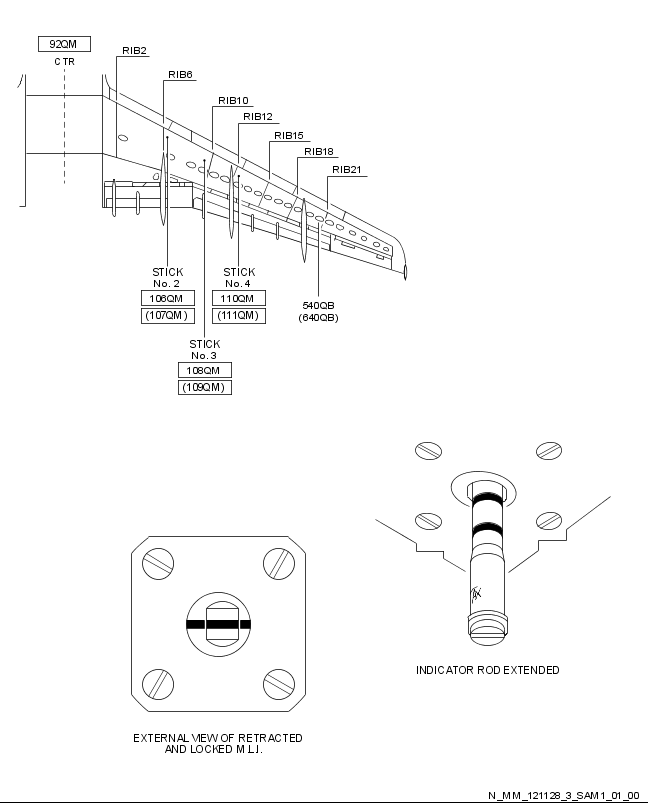 92QM
CTR
RIB2
RIB6
RIB10
RIB12
RIB15
RIB18
RIB21
STICK
No. 2
106QM
(107QM)
STICK
No. 4
110QM
(111QM)
540QB
(640QB)
STICK
No. 3
108QM
(109QM)
INDICATOR ROD EXTENDED
EXTERNAL VIEW OF RETRACTED
AND LOCKED M.L.I.
N_MM_121128_3_SAM1_01_00